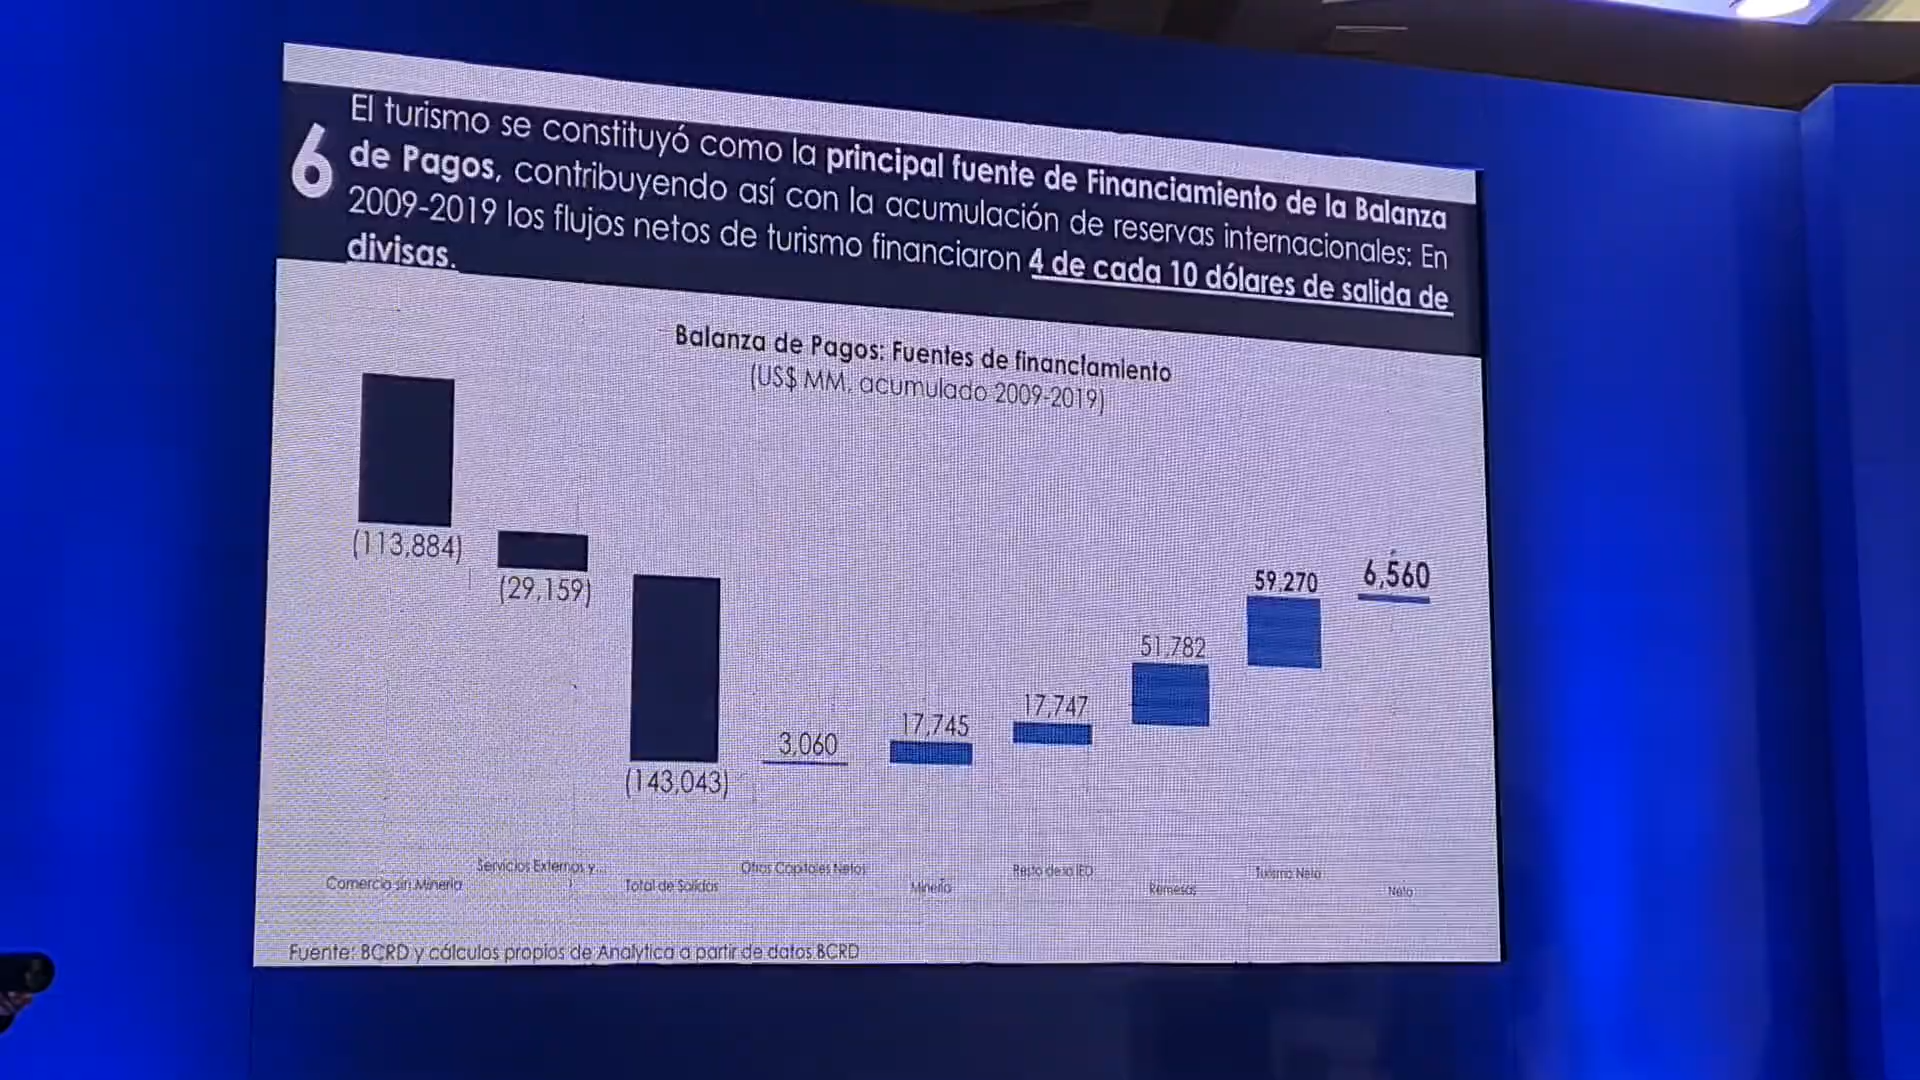 6
El turismo se constituyó como la principal fuente de Financiamiento de la Balanza
de Pagos, contribuyendo así con la acumulación de reservas internacionales: En
2009-2019 los flujos netos de turismo financiaron 4 de cada 10 dólares de salida de
divisas.
Balanza de Pagos: Fuentes de financiamiento
(US$ MM, acumulado 2009-2019)
(113,884)
(29,159)
(143,043)
3,060
17,745
17,747
51,782
59,270
6,560
Comercio sin Minería
Servicios Externos y...
Total de Salidas
Otros Capitales Netos
Minería
Resto de la IED
Remesas
Turismo Neto
Neto
Fuente: BCRD y cálculos propios de Analytica a partir de datos BCRD